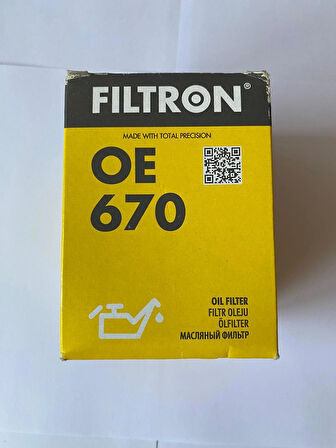 FILTRON®
MADE WITH TOTAL PRECISION
OE
670
OIL FILTER
FILTR OLEJU
ÖLFILTER
МАСЛЯНЫЙ ФИЛЬТР